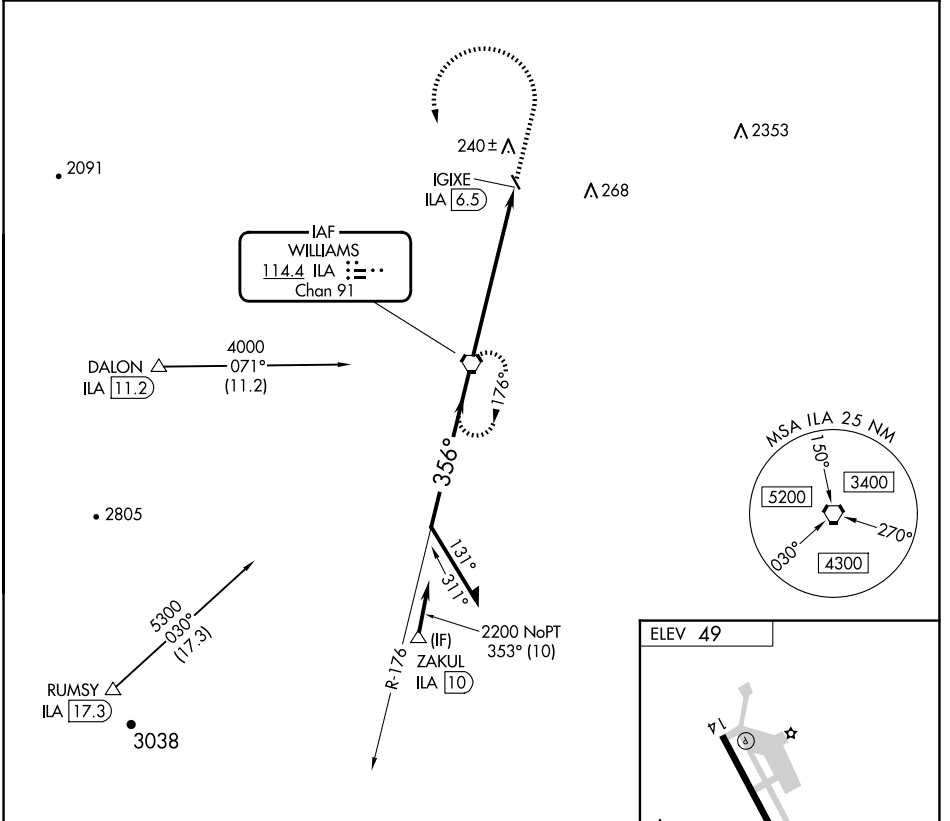 2353
240±
2091
IGIXE
ILA 6.5
268
IAF
WILLIAMS
114.4 ILA
Chan 91
4000
071°
(11.2)
DALON
ILA 11.2
176°
356°
MSA ILA 25 NM
150°
5200
3400
030°
270°
4300
2805
131°
311°
5300
030°
(17.3)
2200 NoPT
353° (10)
(IF)
ZAKUL
ILA 10
R-176
RUMSY
ILA 17.3
3038
ELEV 49
14
P